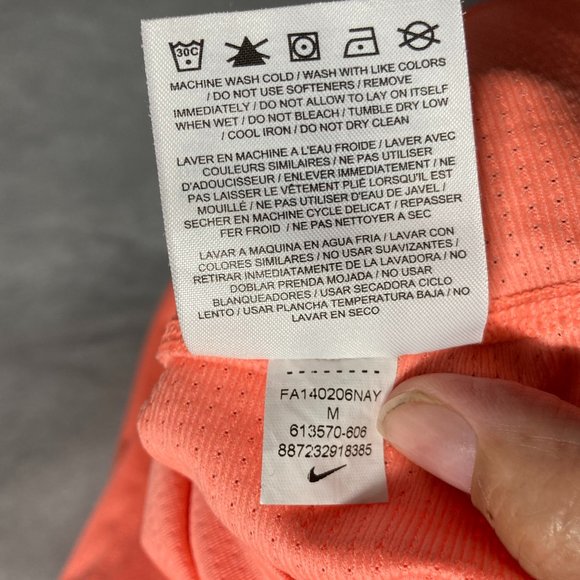 30C
MACHINE WASH COLD / WASH WITH LIKE COLORS
/ DO NOT USE SOFTENERS / REMOVE
IMMEDIATELY / DO NOT ALLOW TO LAY ON ITSELF
WHEN WET / DO NOT BLEACH / TUMBLE DRY LOW
/ COOL IRON / DO NOT DRY CLEAN
LAVER EN MACHINE A L'EAU FROIDE / LAVER AVEC
COULEURS SIMILAIRES / NE PAS UTILISER
D'ADOUCISSEUR / ENLEVER IMMEDIATEMENT / NE
PAS LAISSER LE VÊTEMENT PLIÉ LORSQU'IL EST
MOUILLÉ / NE PAS UTILISER D'EAU DE JAVEL /
SECHER EN MACHINE CYCLE DELICAT / REPASSER
FER FROID / NE PAS NETTOYER A SEC
LAVAR A MAQUINA EN AGUA FRIA / LAVAR CON
COLORES SIMILARES / NO USAR SUAVIZANTES /
RETIRAR INMEDIATAMENTE DE LA LAVADORA / NO
DOBLAR PRENDA MOJADA / NO USAR
BLANQUEADORES / USAR SECADORA CICLO
LENTO / USAR PLANCHA TEMPERATURA BAJA / NO
LAVAR EN SECO
FA140206NAY
M
613570-606
887232918385